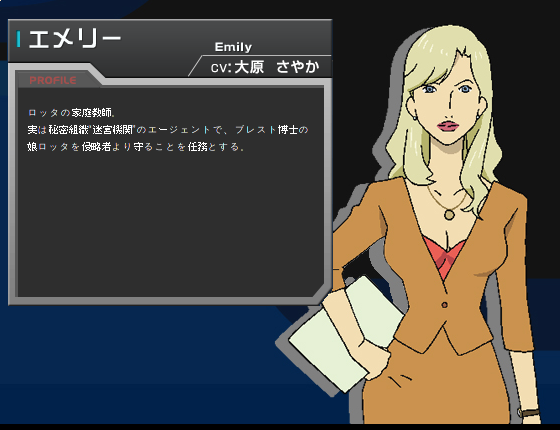 エメリー
Emily
CV:大原 さやか
PROFILE
ロッタの家庭教師。
実は秘密組織"迷宮機関"のエージェントで、ブレスト博士の
娘ロッタを侵略者より守ることを任務とする。